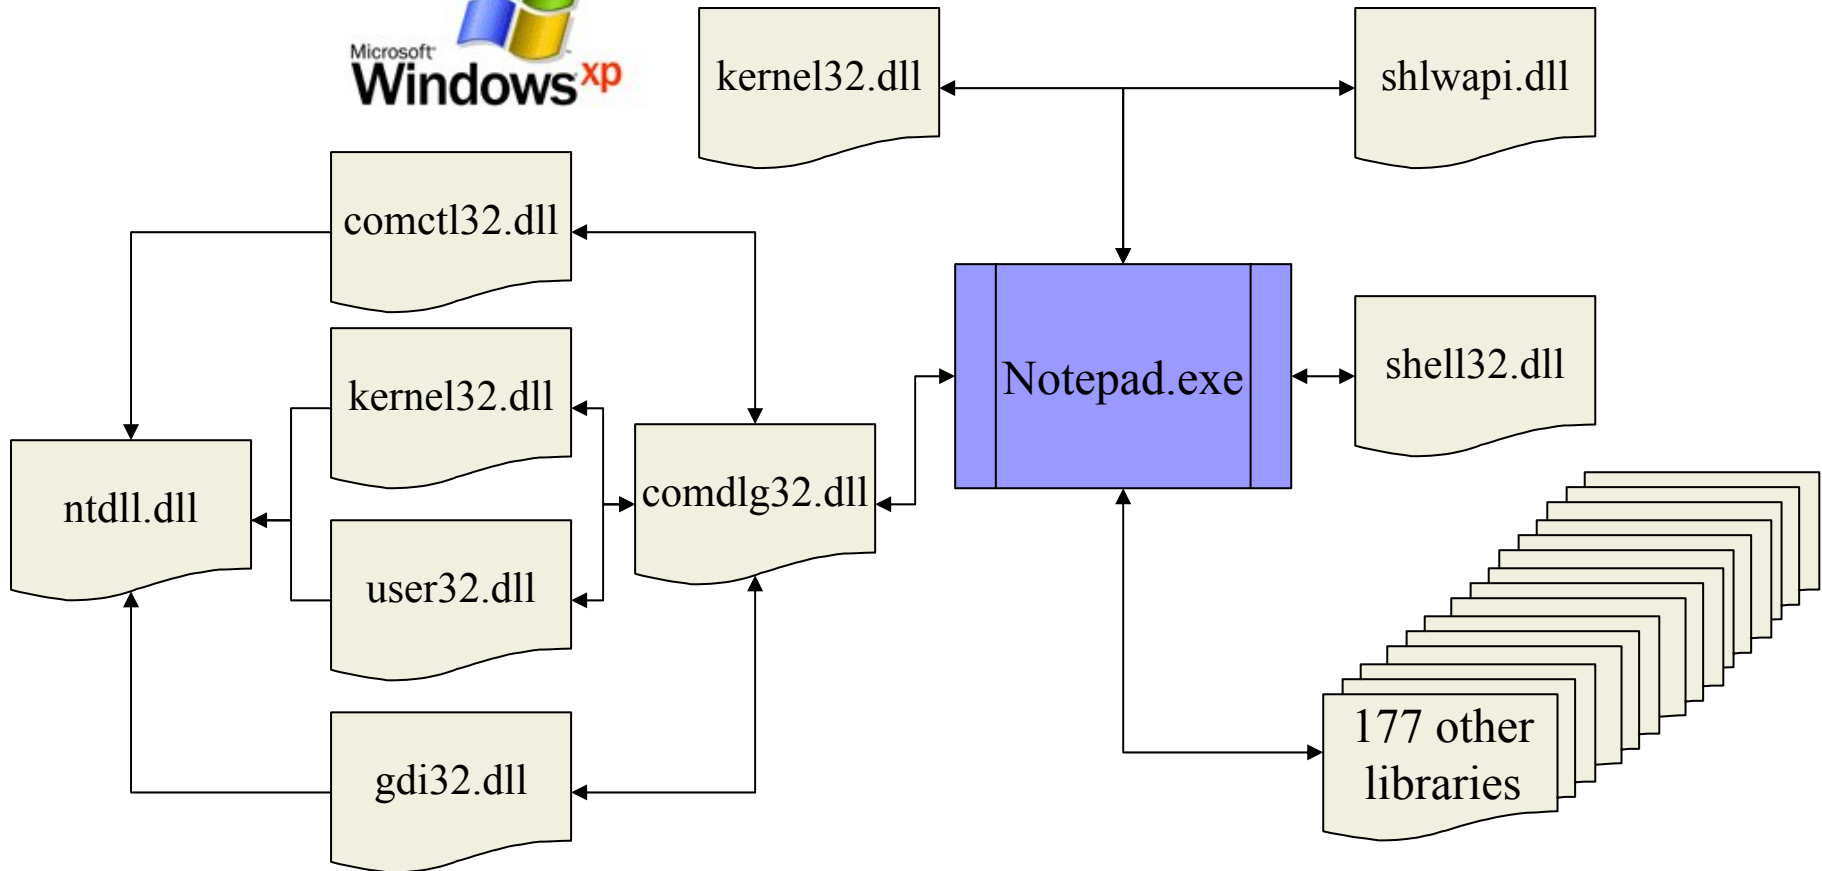 Microsoft
Windows xp
kernel32.dll
shlwapi.dll
comctl32.dll
kernel32.dll
Notepad.exe
shell32.dll
ntdll.dll
comdlg32.dll
user32.dll
gdi32.dll
177 other
libraries